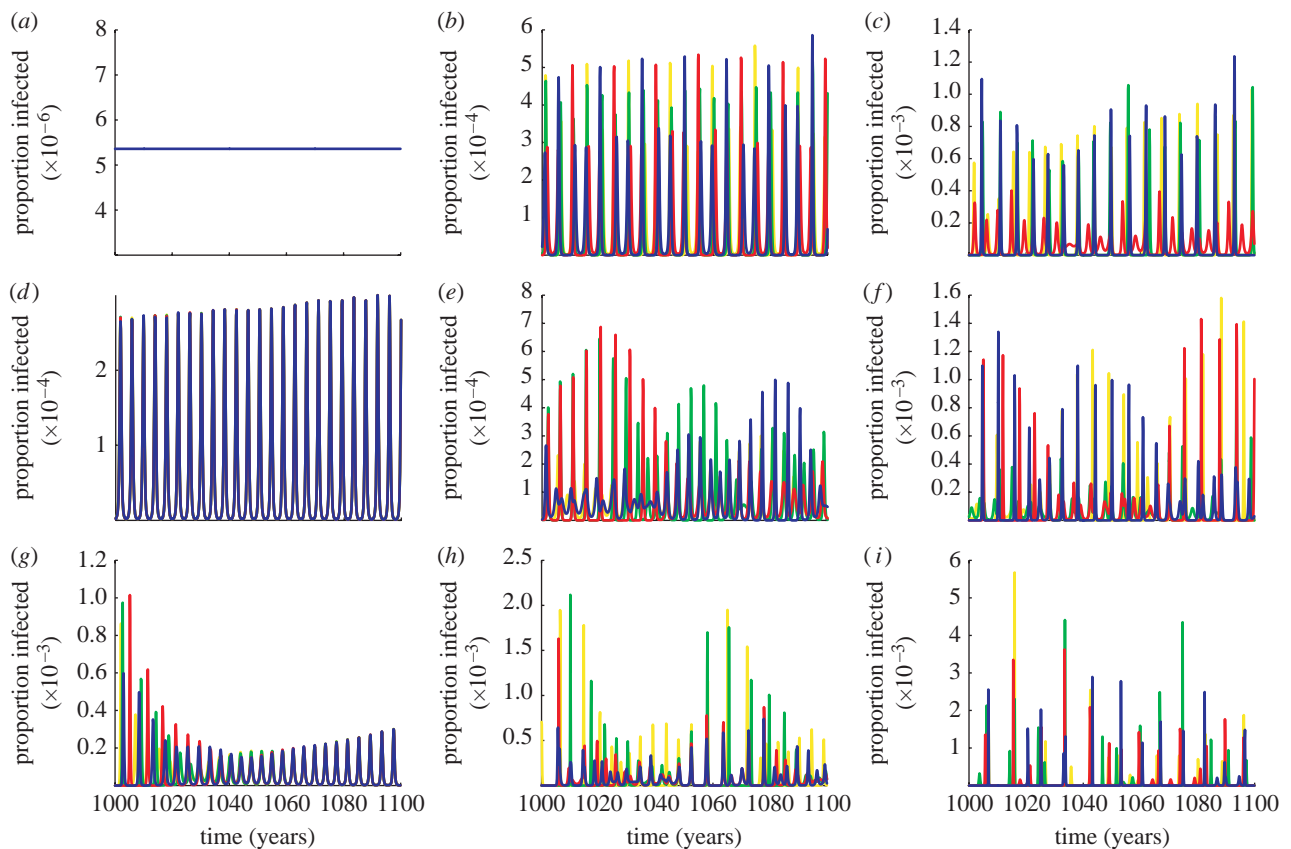 (a)
proportion infected
(×10⁻⁶)
8
7
6
5
4
(b)
proportion infected
(×10⁻⁴)
6
5
4
3
2
1
(c)
proportion infected
(×10⁻³)
1.4
1.2
1.0
0.8
0.6
0.4
0.2
(d)
proportion infected
(×10⁻⁴)
2
1
(e)
proportion infected
(×10⁻⁴)
8
7
6
5
4
3
2
1
(f)
proportion infected
(×10⁻³)
1.6
1.4
1.2
1.0
0.8
0.6
0.4
0.2
(g)
proportion infected
(×10⁻³)
1.2
1.0
0.8
0.6
0.4
0.2
1000 1020 1040 1060 1080 1100
time (years)
(h)
proportion infected
(×10⁻³)
2.5
2.0
1.5
1.0
0.5
1000 1020 1040 1060 1080 1100
time (years)
(i)
proportion infected
(×10⁻³)
6
5
4
3
2
1
1000 1020 1040 1060 1080 1100
time (years)